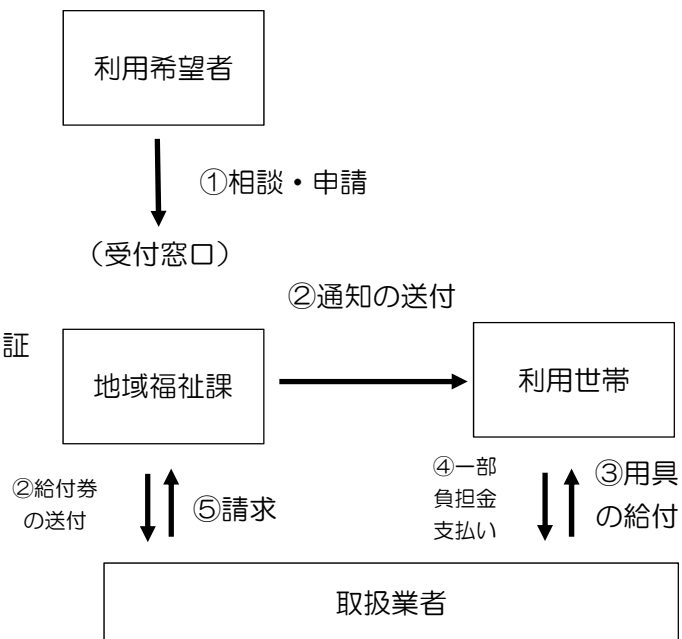 利用希望者
①相談・申請
（受付窓口）
②通知の送付
証
地域福祉課
利用世帯
②給付券
の送付
⑤請求
④一部
負担金
支払い
③用具
の給付
取扱業者